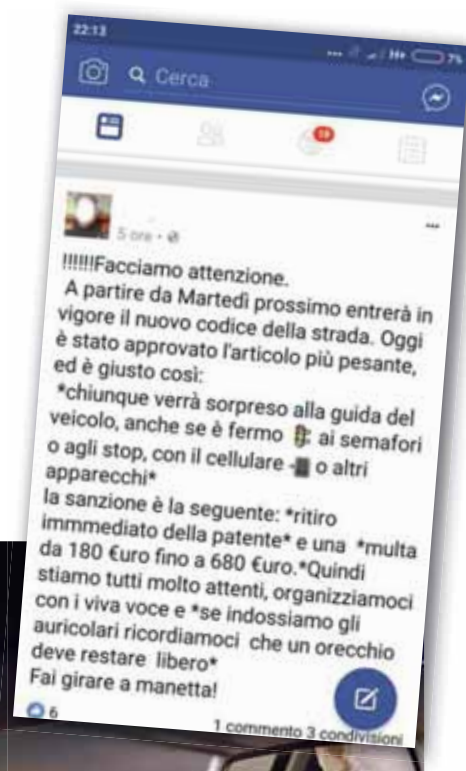 22:13
... H+ 7%
Cerca
19
5 ore •
...
!!!!!!Facciamo attenzione.
A partire da Martedì prossimo entrerà in
vigore il nuovo codice della strada. Oggi
è stato approvato l'articolo più pesante,
ed è giusto così:
*chiunque verrà sorpreso alla guida del
veicolo, anche se è fermo 🚦 ai semafori
o agli stop, con il cellulare 📲 o altri
apparecchi*
la sanzione è la seguente: *ritiro
immmediato della patente* e una *multa
da 180 €uro fino a 680 €uro.*Quindi
stiamo tutti molto attenti, organizziamoci
con i viva voce e *se indossiamo gli
auricolari ricordiamoci che un orecchio
deve restare libero*
Fai girare a manetta!
6
1 commento 3 condivisioni